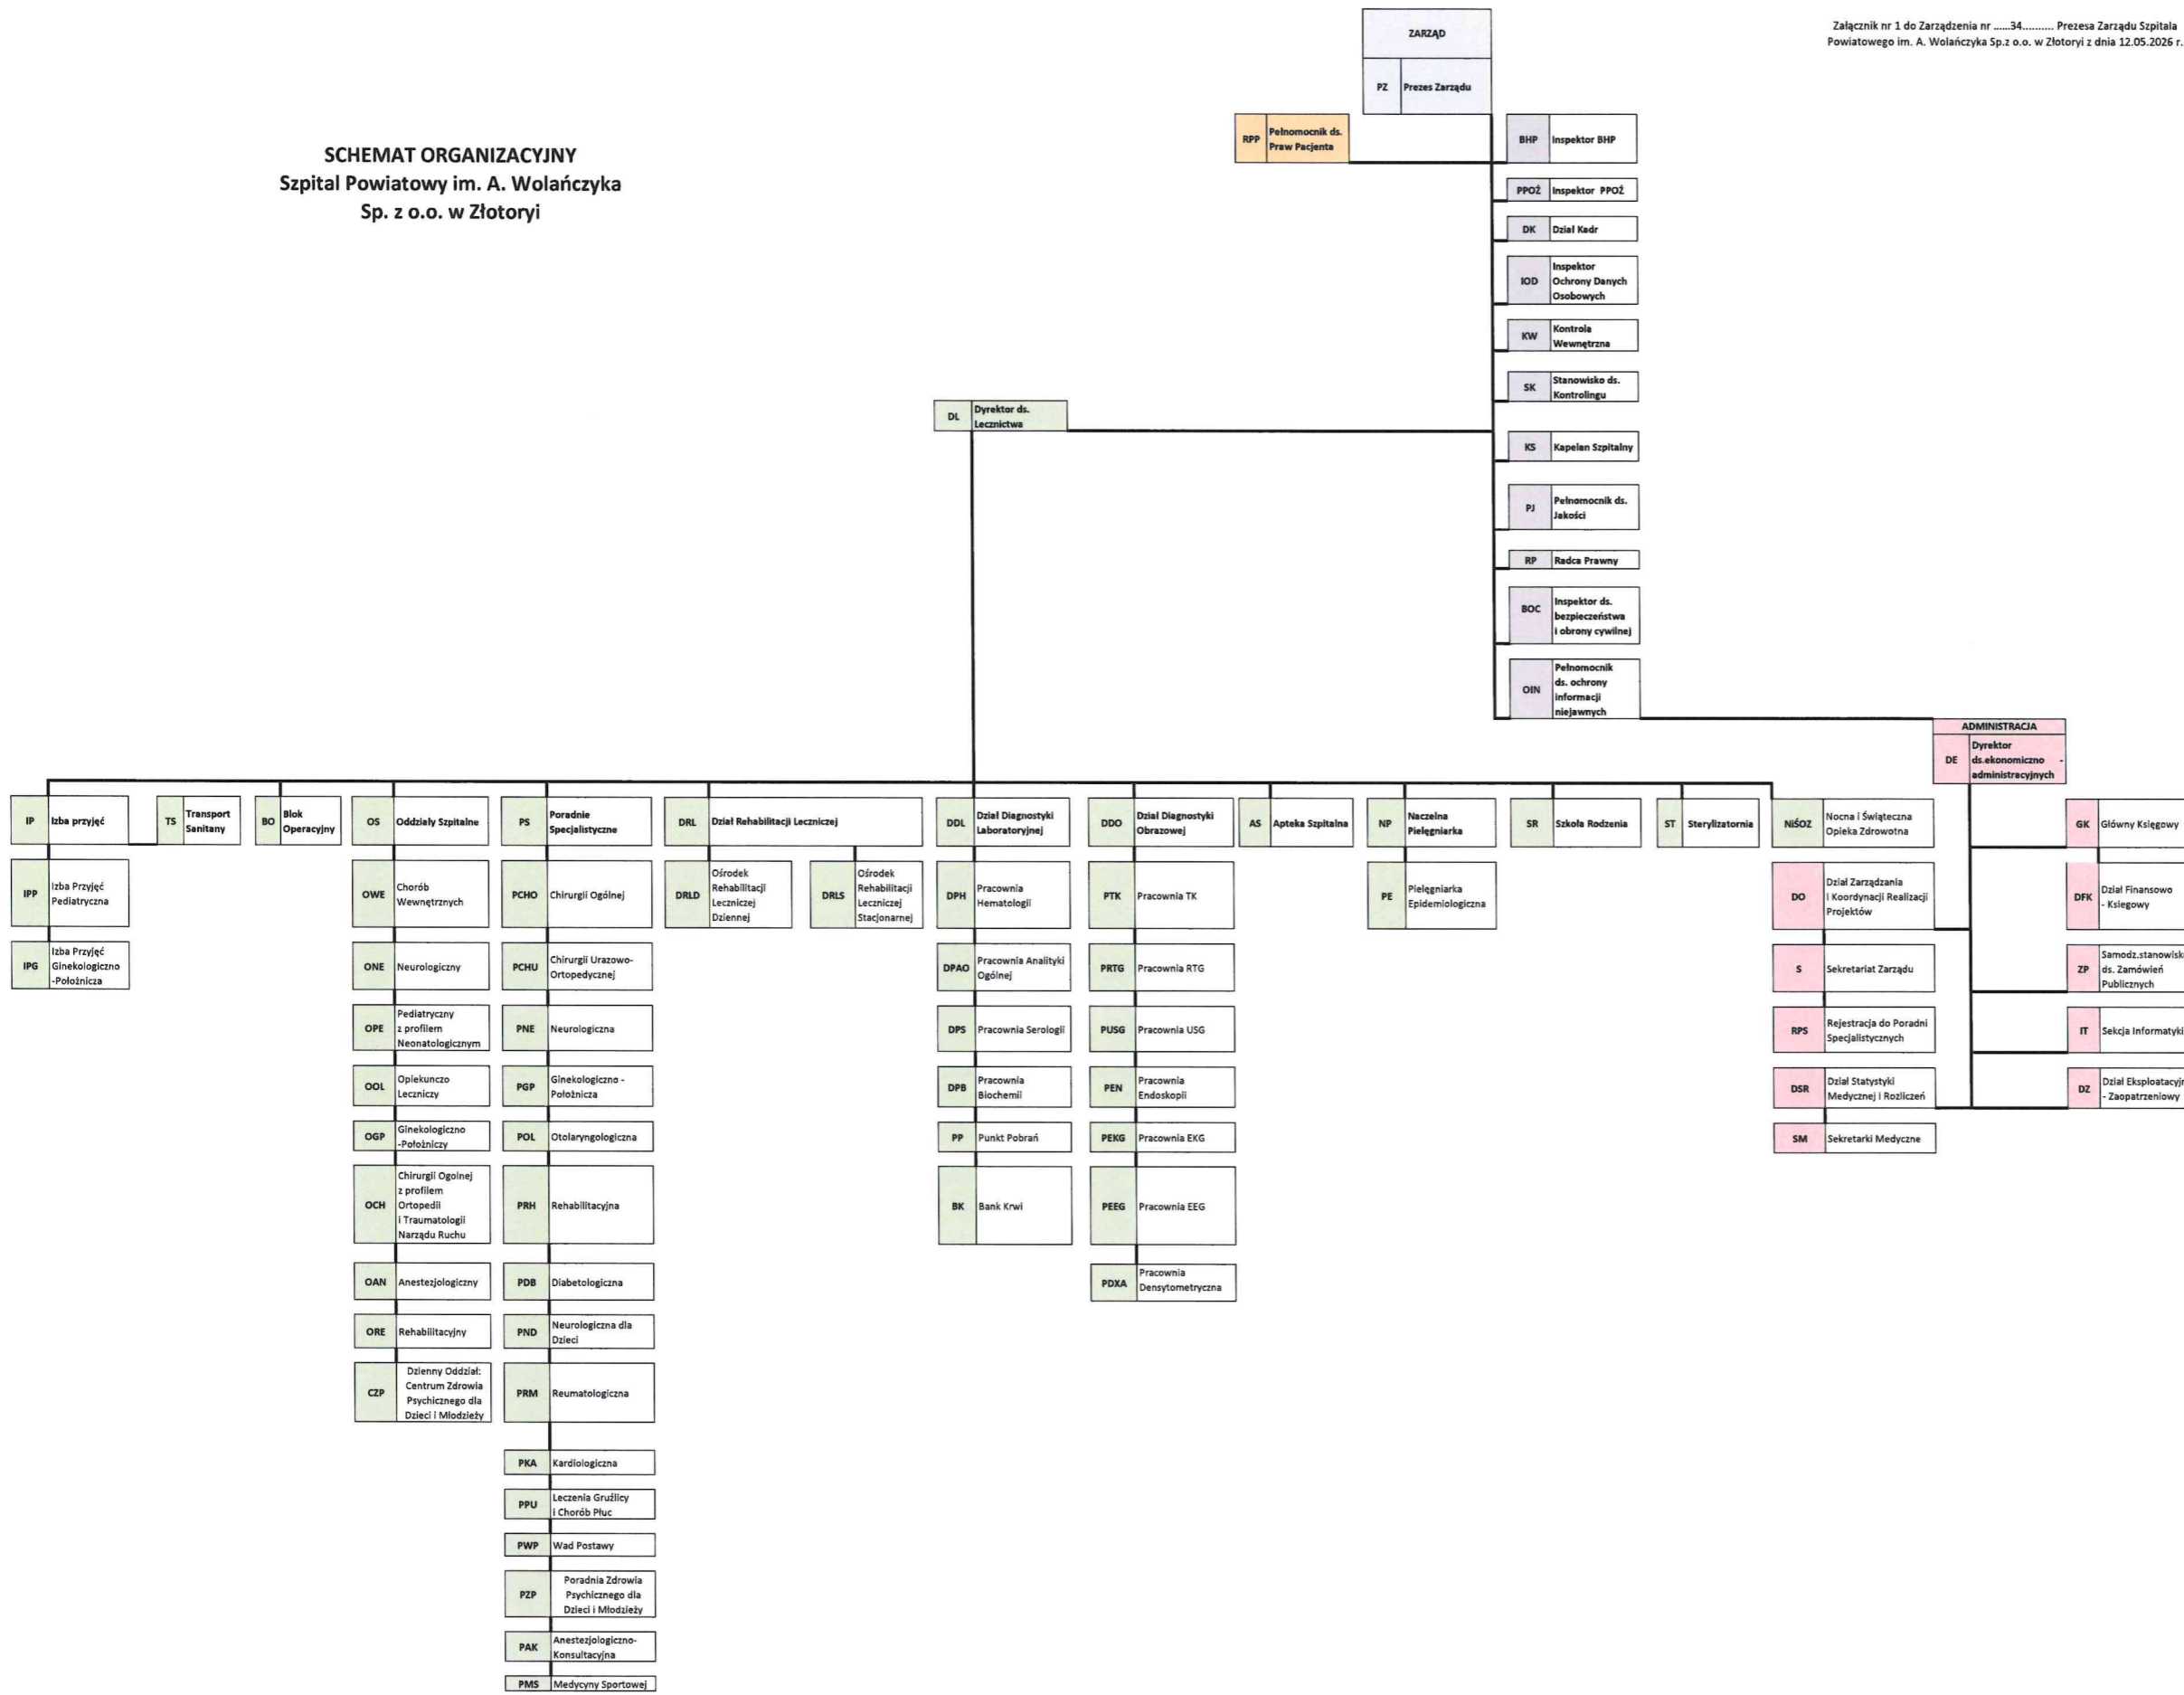 Załącznik nr 1 do Zarządzenia nr ......34.......... Prezesa Zarządu Szpitala
Powiatowego im. A. Wolańczyka Sp.z o.o. w Złotoryi z dnia 12.05.2026 r.
SCHEMAT ORGANIZACYJNY
Szpital Powiatowy im. A. Wolańczyka
Sp. z o.o. w Złotoryi
ZARZĄD
PZ Prezes Zarządu
RPP Pełnomocnik ds.
Praw Pacjenta
BHP Inspektor BHP
PPOŻ Inspektor PPOŻ
DK Dział Kadr
IOD Inspektor
Ochrony Danych
Osobowych
KW Kontrola
Wewnętrzna
SK Stanowisko ds.
Kontrolingu
DL Dyrektor ds.
Lecznictwa
KS Kapelan Szpitalny
PJ Pełnomocnik ds.
Jakości
RP Radca Prawny
BOC Inspektor ds.
bezpieczeństwa
i obrony cywilnej
OIN Pełnomocnik
ds. ochrony
informacji
niejawnych
ADMINISTRACJA
DE Dyrektor
ds.ekonomiczno -
administracyjnych
IP Izba przyjęć
TS Transport
Sanitany
BO Blok
Operacyjny
OS Oddziały Szpitalne
PS Poradnie
Specjalistyczne
DRL Dział Rehabilitacji Leczniczej
DDL Dział Diagnostyki
Laboratoryjnej
DDO Dział Diagnostyki
Obrazowej
AS Apteka Szpitalna
NP Naczelna
Pielęgniarka
SR Szkoła Rodzenia
ST Sterylizatornia
NiŚOZ Nocna i Świąteczna
Opieka Zdrowotna
GK Główny Księgowy
IPP Izba Przyjęć
Pediatryczna
IPG Izba Przyjęć
Ginekologiczno
-Położnicza
OWE Chorób
Wewnętrznych
ONE Neurologiczny
OPE Pediatryczny
z profilem
Neonatologicznym
OOL Opiekunczo
Leczniczy
OGP Ginekologiczno
-Położniczy
OCH Chirurgii Ogolnej
z profilem
Ortopedii
i Traumatologii
Narządu Ruchu
OAN Anestezjologiczny
ORE Rehabilitacyjny
CZP Dzienny Oddział:
Centrum Zdrowia
Psychicznego dla
Dzieci i Młodzieży
PCHO Chirurgii Ogólnej
PCHU Chirurgii Urazowo-
Ortopedycznej
PNE Neurologiczna
PGP Ginekologiczno -
Położnicza
POL Otolaryngologiczna
PRH Rehabilitacyjna
PDB Diabetologiczna
PND Neurologiczna dla
Dzieci
PRM Reumatologiczna
PKA Kardiologiczna
PPU Leczenia Gruźlicy
i Chorób Płuc
PWP Wad Postawy
PZP Poradnia Zdrowia
Psychicznego dla
Dzieci i Młodzieży
PAK Anestezjologiczno-
Konsultacyjna
PMS Medycyny Sportowej
DRLD Ośrodek
Rehabilitacji
Leczniczej
Dziennej
DRLS Ośrodek
Rehabilitacji
Leczniczej
Stacjonarnej
DPH Pracownia
Hematologii
DPAO Pracownia Analityki
Ogólnej
DPS Pracownia Serologii
DPB Pracownia
Biochemii
PP Punkt Pobrań
BK Bank Krwi
PTK Pracownia TK
PRTG Pracownia RTG
PUSG Pracownia USG
PEN Pracownia
Endoskopii
PEKG Pracownia EKG
PEEG Pracownia EEG
PDXA Pracownia
Densytometryczna
PE Pielęgniarka
Epidemiologiczna
DO Dział Zarządzania
i Koordynacji Realizacji
Projektów
S Sekretariat Zarządu
RPS Rejestracja do Poradni
Specjalistycznych
DSR Dział Statystyki
Medycznej i Rozliczeń
SM Sekretarki Medyczne
DFK Dział Finansowo
- Ksiegowy
ZP Samodz.stanowisko
ds. Zamówień
Publicznych
IT Sekcja Informatyki
DZ Dział Eksploatacyjn
- Zaopatrzeniowy